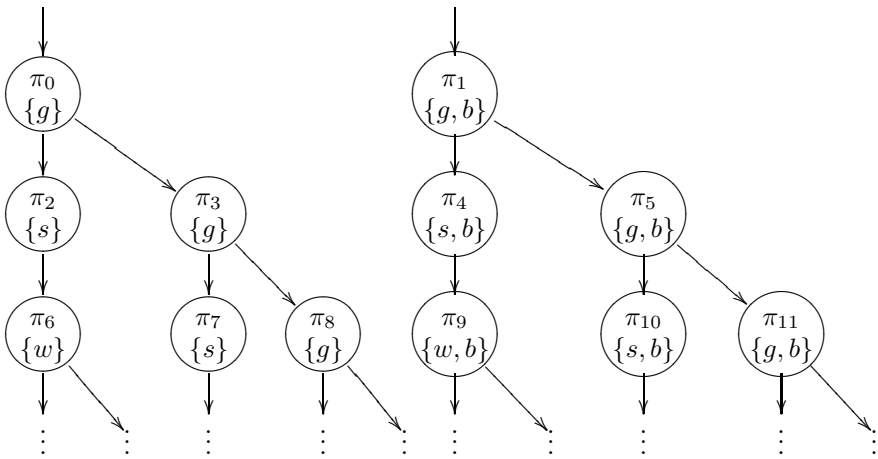 π₀
{g}
π₁
{g, b}
π₂
{s}
π₃
{g}
π₄
{s, b}
π₅
{g, b}
π₆
{w}
π₇
{s}
π₈
{g}
π₉
{w, b}
π₁₀
{s, b}
π₁₁
{g, b}
⋮ ⋮ ⋮ ⋮ ⋮ ⋮ ⋮ ⋮ ⋮ ⋮